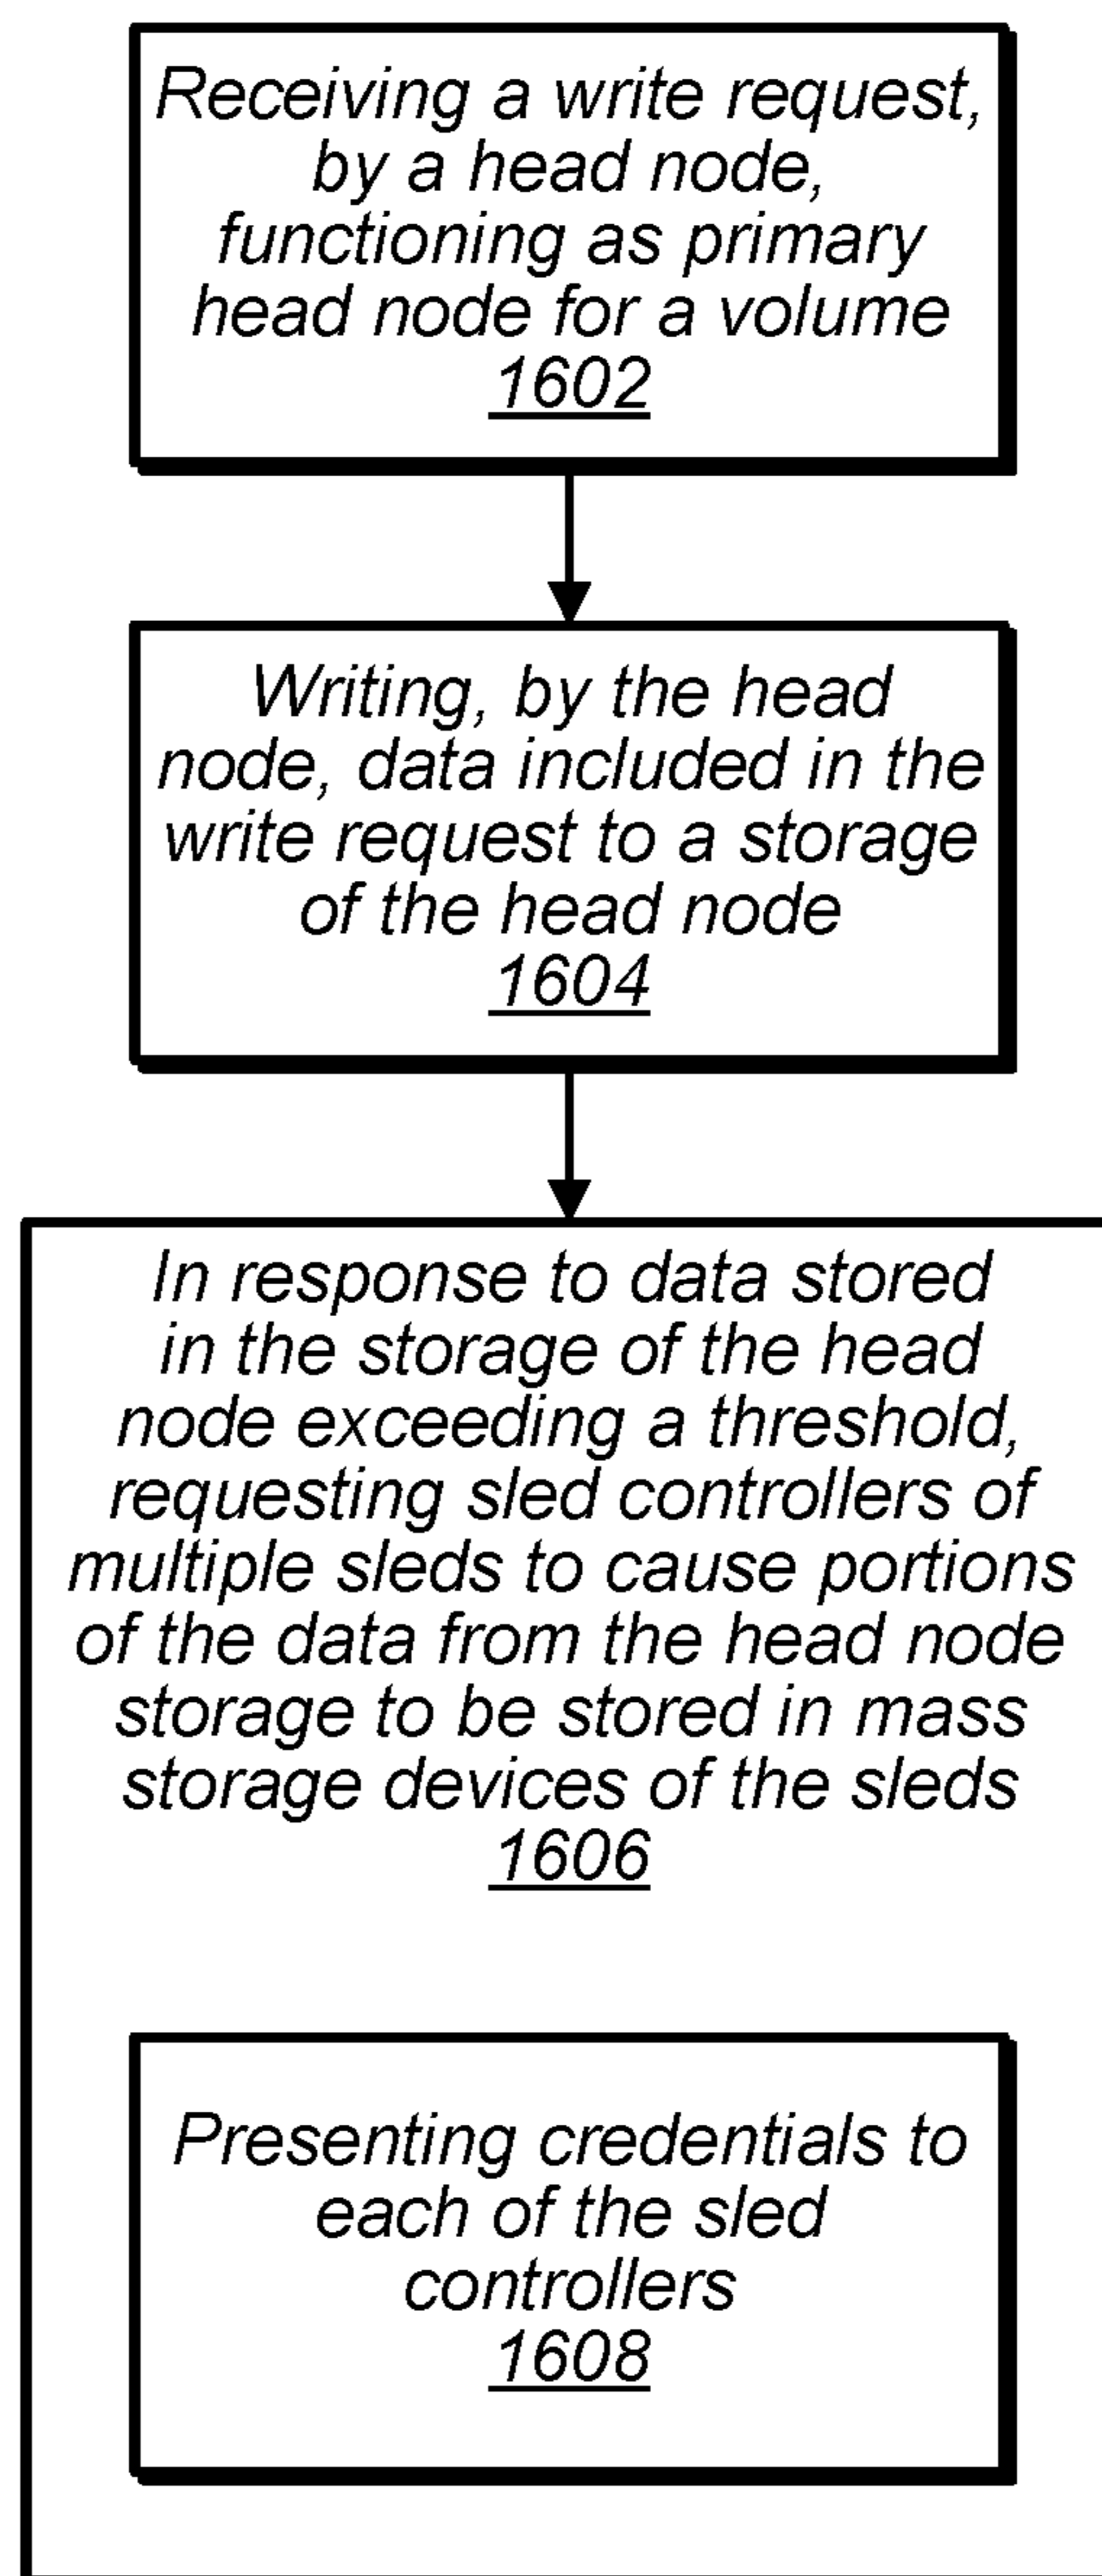 Receiving a write request,
by a head node,
functioning as primary
head node for a volume
1602
Writing, by the head
node, data included in the
write request to a storage
of the head node
1604
In response to data stored
in the storage of the head
node exceeding a threshold,
requesting sled controllers of
multiple sleds to cause portions
of the data from the head node
storage to be stored in mass
storage devices of the sleds
1606
Presenting credentials to
each of the sled
controllers
1608